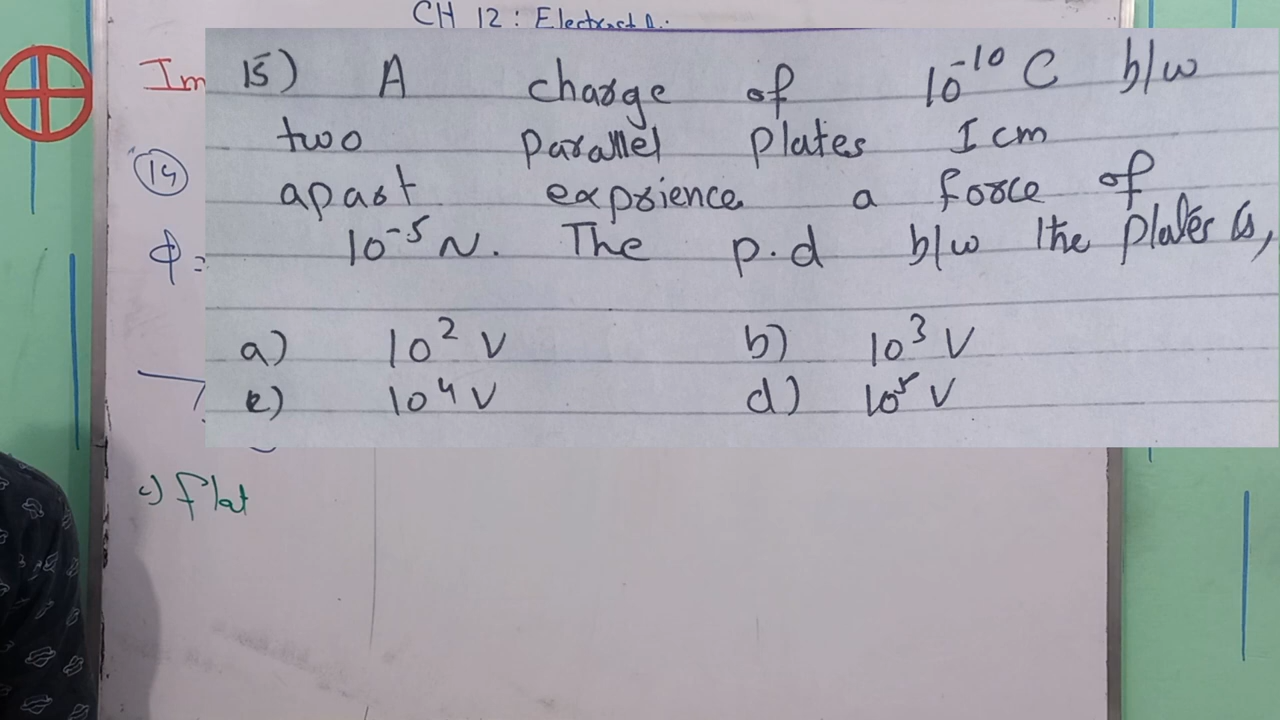 CH 12: Electrost
Im
15) A charge of 10⁻¹⁰ C b/w
two parallel plates 1 cm
apart exprience a force of
10⁻⁵ N. The p.d b/w the plates is,
a) 10² V b) 10³ V
c) 10⁴ V d) 10⁵ V
14
φ =
c) flat